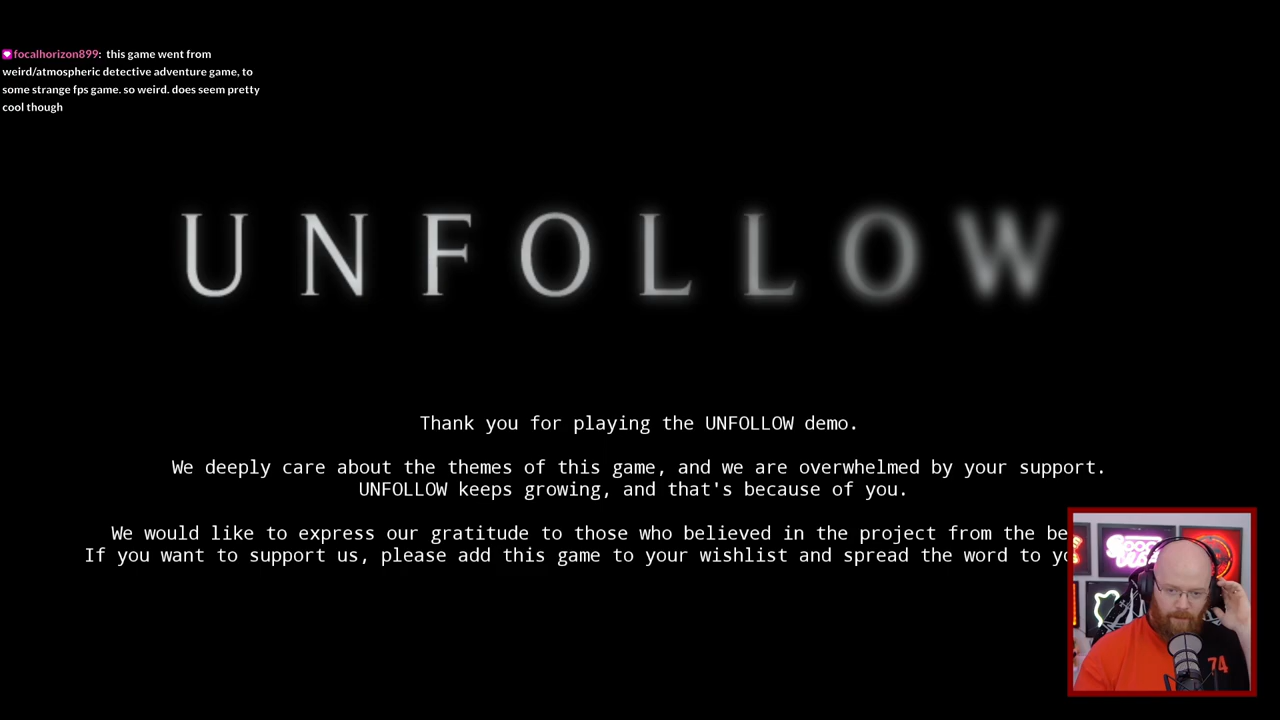 focalhorizon899: this game went from
weird/atmospheric detective adventure game, to
some strange fps game. so weird. does seem pretty
cool though
UNFOLLOW
Thank you for playing the UNFOLLOW demo.
We deeply care about the themes of this game, and we are overwhelmed by your support.
UNFOLLOW keeps growing, and that's because of you.
We would like to express our gratitude to those who believed in the project from the
If you want to support us, please add this game to your wishlist and spread the word to
74